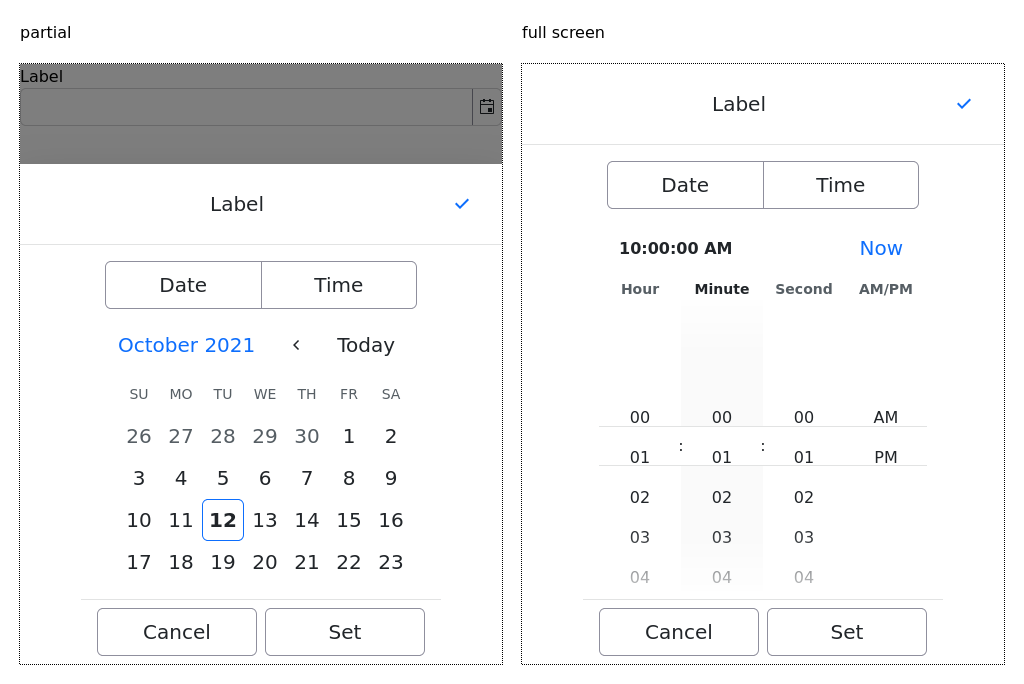 partial
Label
Label
Date Time
October 2021 Today
SU MO TU WE TH FR SA
26 27 28 29 30 1 2
3 4 5 6 7 8 9
10 11 12 13 14 15 16
17 18 19 20 21 22 23
Cancel Set
full screen
Label
Date Time
10:00:00 AM Now
Hour Minute Second AM/PM
00 00 00 AM
: :
01 01 01 PM
02 02 02
03 03 03
04 04 04
Cancel Set